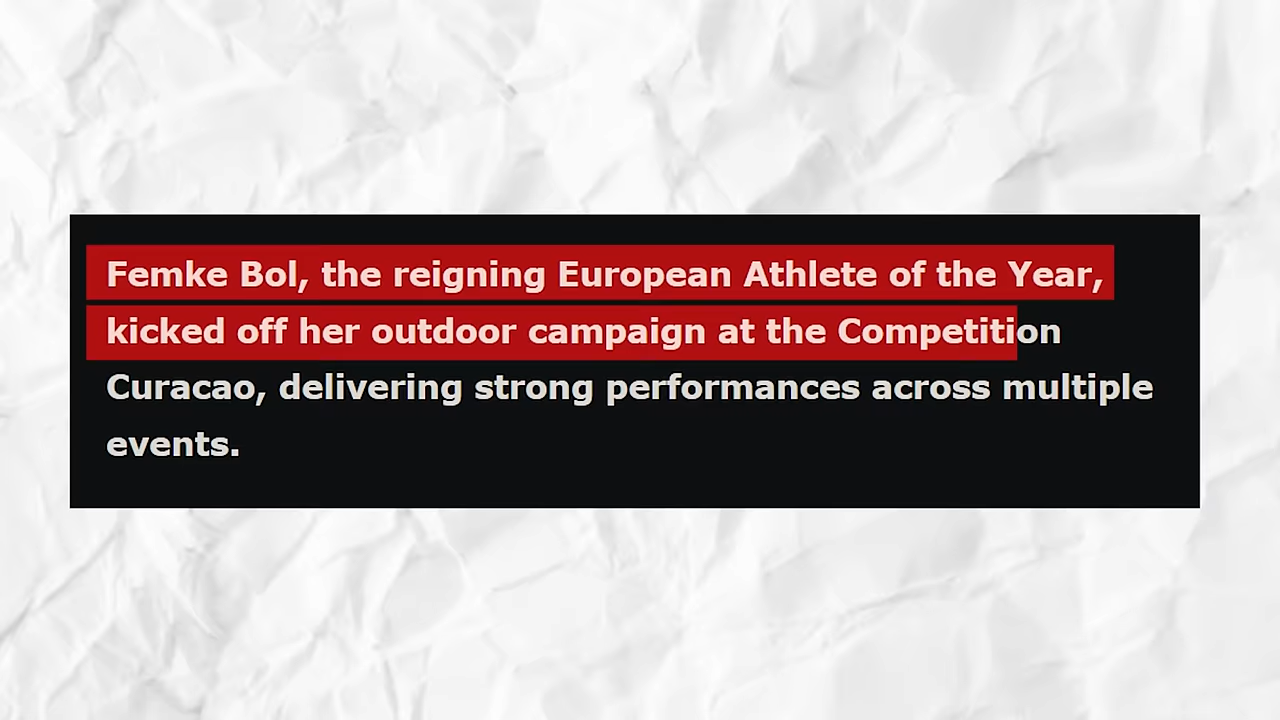 Femke Bol, the reigning European Athlete of the Year,
kicked off her outdoor campaign at the Competition
Curacao, delivering strong performances across multiple
events.